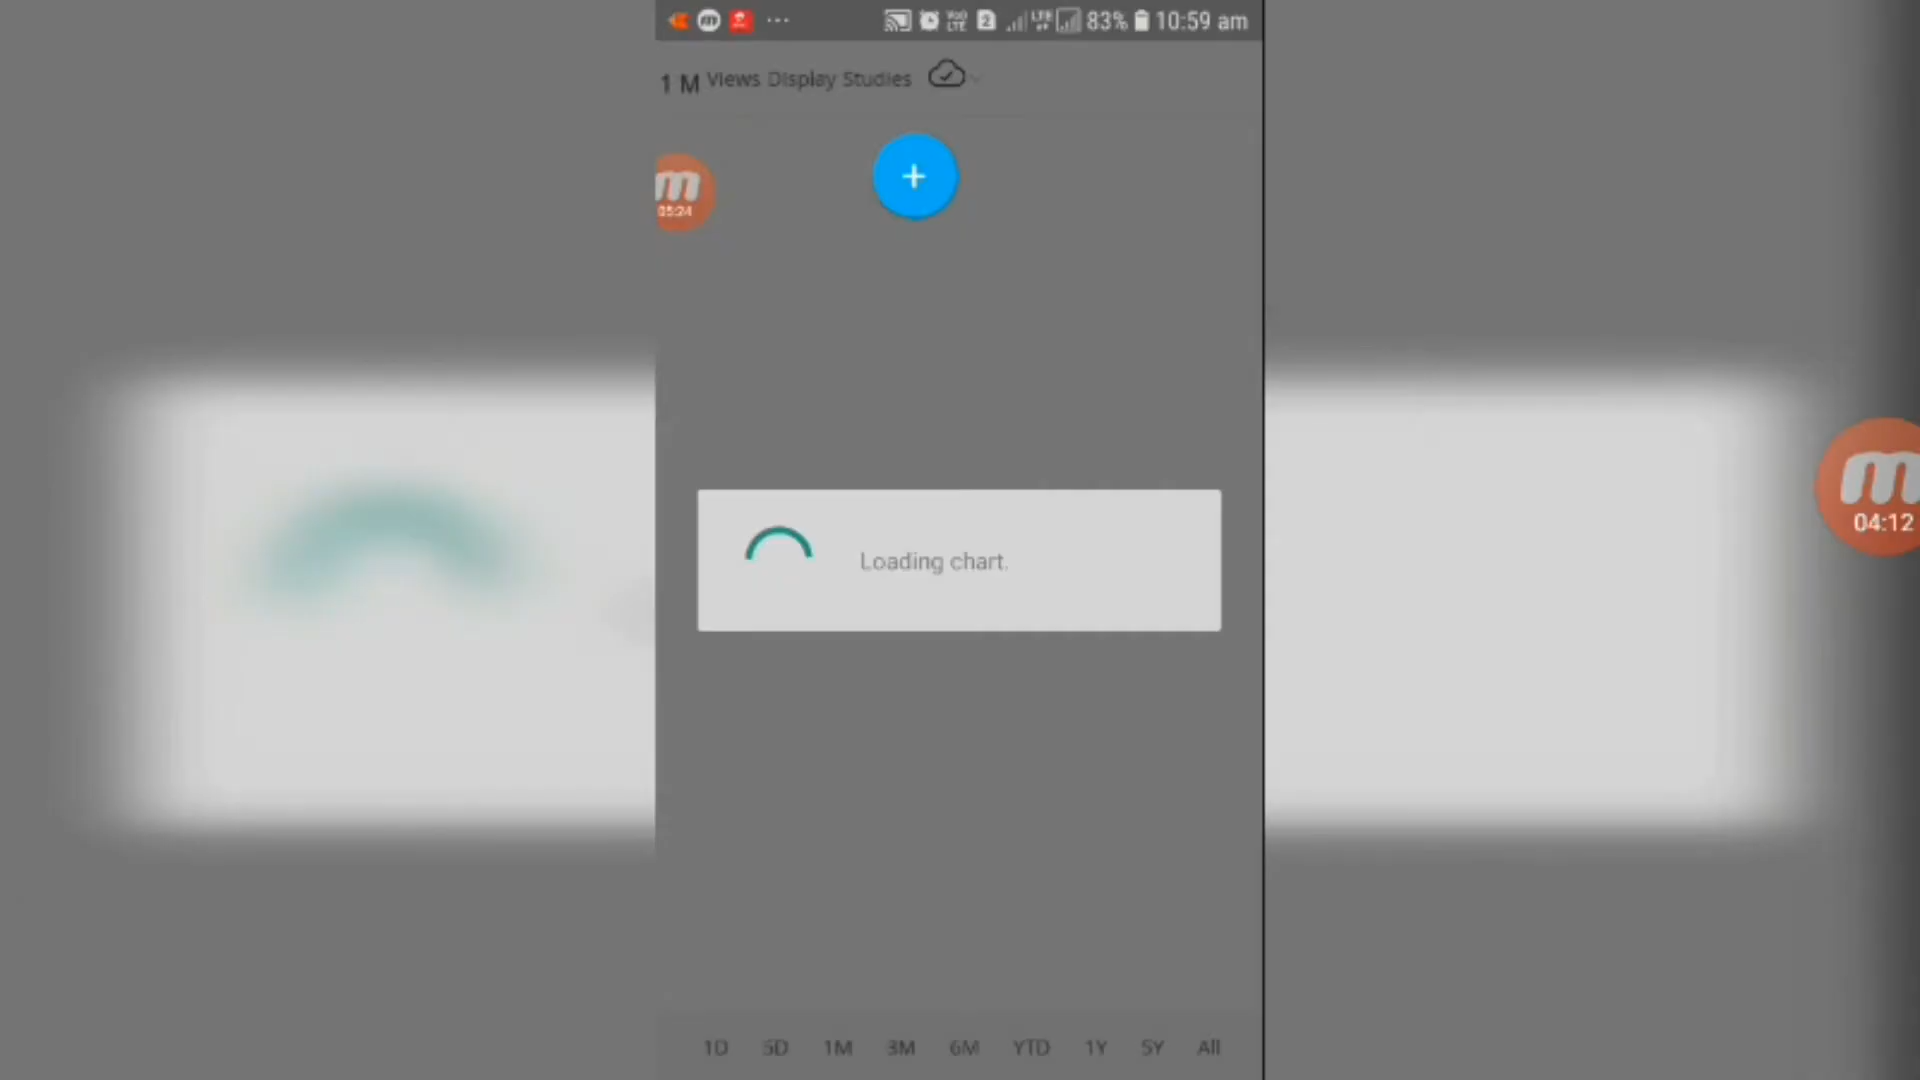 83% 10:59 am
1 M Views Display Studies
m
05:24
+
Loading chart.
m
04:12
1D 5D 1M 3M 6M YTD 1Y 5Y All